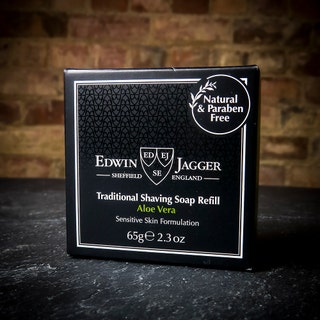 Natural
& Paraben
Free
ED EJ
SE
EDWIN JAGGER
SHEFFIELD ENGLAND
Traditional Shaving Soap Refill
Aloe Vera
Sensitive Skin Formulation
65g℮ 2.3 oz